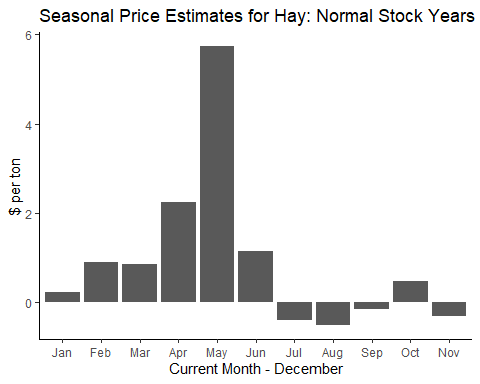 Seasonal Price Estimates for Hay: Normal Stock Years
6
4
2
0
$ per ton
Jan Feb Mar Apr May Jun Jul Aug Sep Oct Nov
Current Month - December